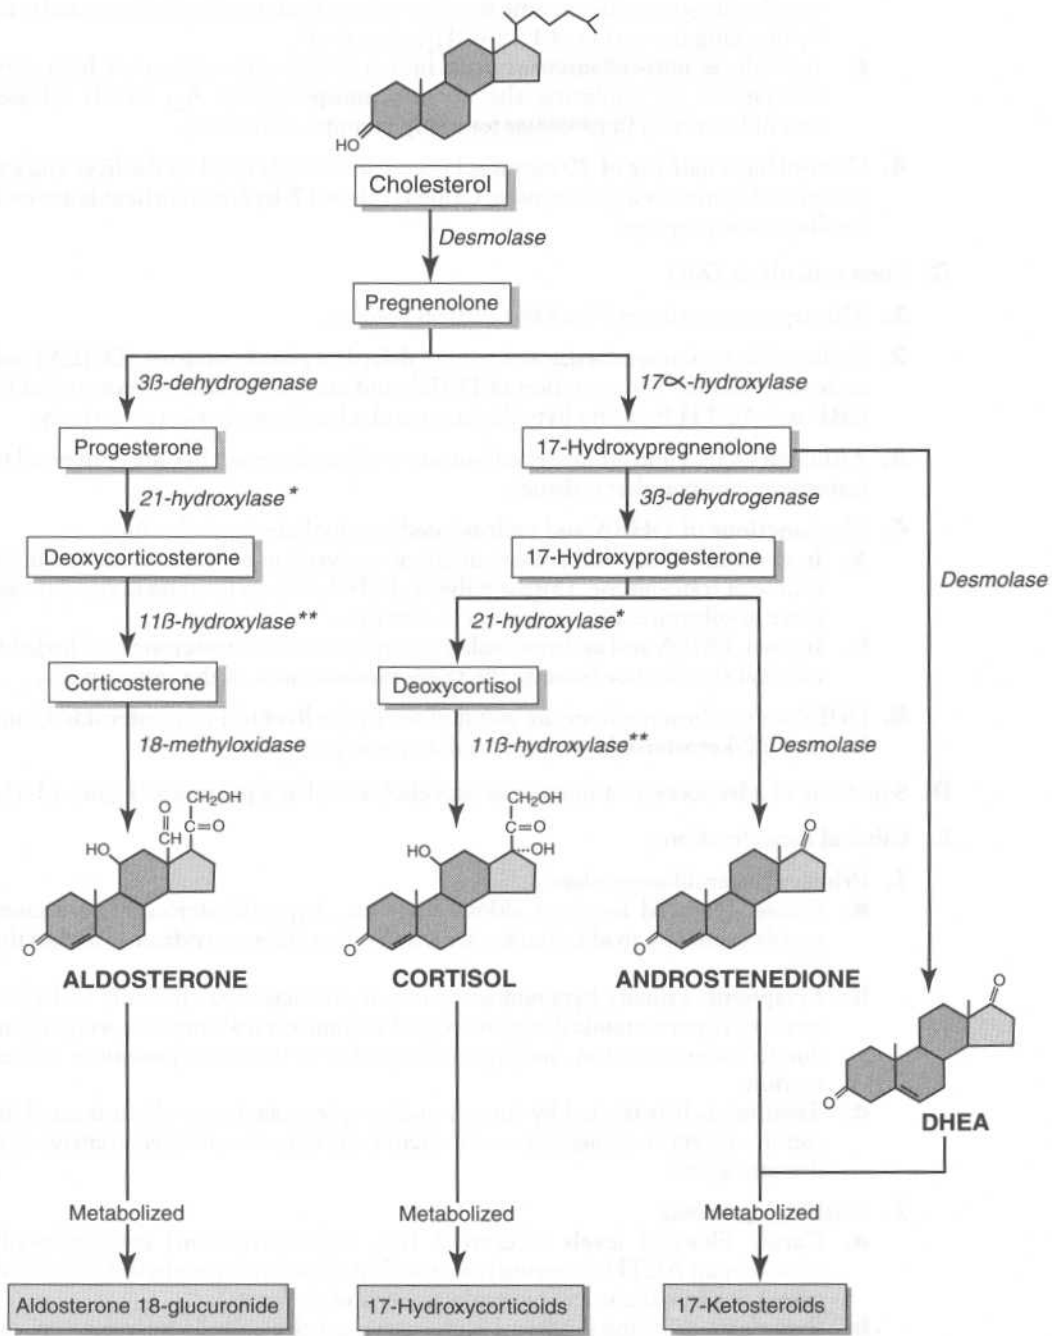 HO
Cholesterol
Desmolase
Pregnenolone
3ß-dehydrogenase
17∝-hydroxylase
Progesterone
17-Hydroxypregnenolone
21-hydroxylase*
3ß-dehydrogenase
Deoxycorticosterone
17-Hydroxyprogesterone
Desmolase
11ß-hydroxylase**
21-hydroxylase*
Corticosterone
Deoxycortisol
18-methyloxidase
11ß-hydroxylase**
Desmolase
CH₂OH
O
C=O
CH
HO
O
CH₂OH
C=O
HO
OH
O
O
O
ALDOSTERONE
CORTISOL
ANDROSTENEDIONE
O
O
DHEA
Metabolized
Metabolized
Metabolized
Aldosterone 18-glucuronide
17-Hydroxycorticoids
17-Ketosteroids